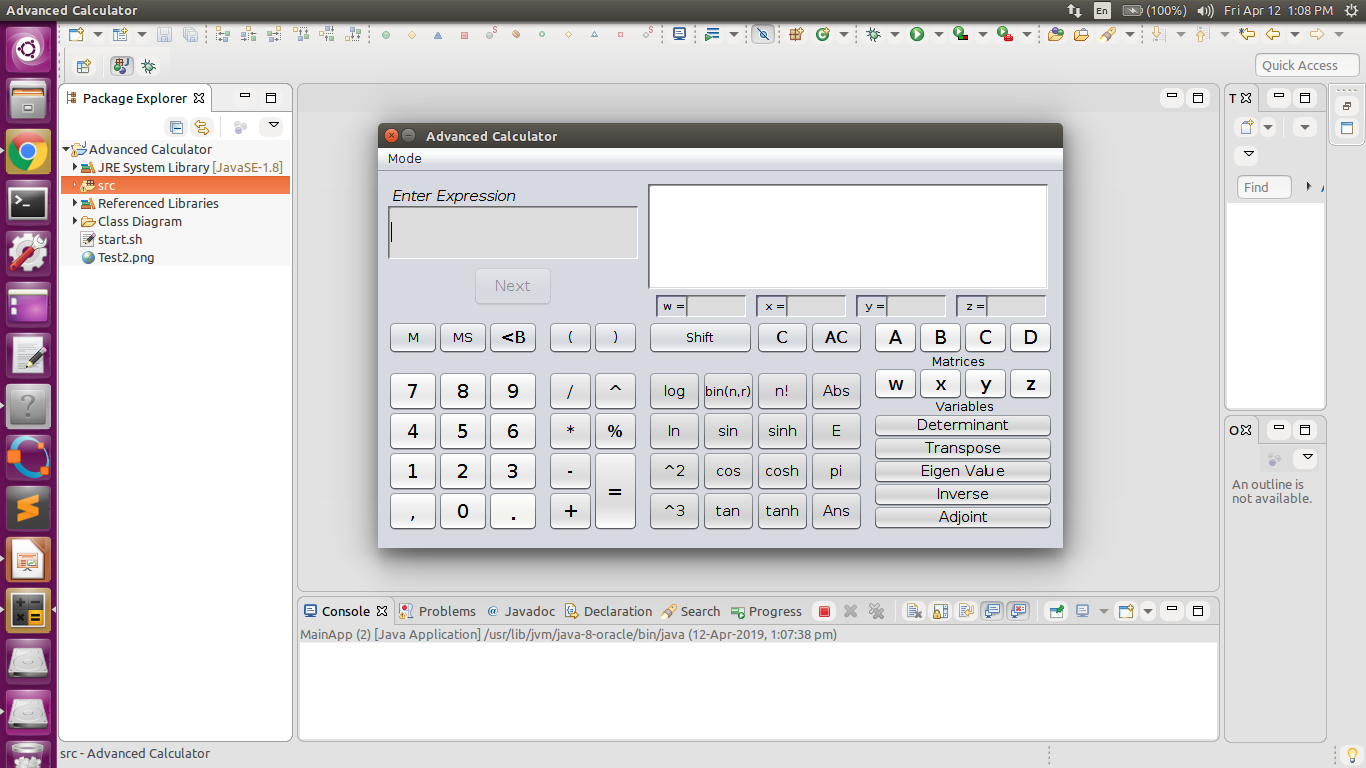 Advanced Calculator
En (100%) Fri Apr 12 1:08 PM
Quick Access
Package Explorer
Advanced Calculator
JRE System Library [JavaSE-1.8]
src
Referenced Libraries
Class Diagram
start.sh
Test2.png
Advanced Calculator
Mode
Enter Expression
Next
w = x = y = z =
M MS <B ( ) Shift C AC A B C D
Matrices
7 8 9 / ^ log bin(n,r) n! Abs w x y z
Variables
4 5 6 * % ln sin sinh E Determinant
Transpose
1 2 3 - = ^2 cos cosh pi Eigen Value
Inverse
, 0 . + ^3 tan tanh Ans Adjoint
T
Find
O
An outline is
not available.
Console Problems @ Javadoc Declaration Search Progress
MainApp (2) [Java Application] /usr/lib/jvm/java-8-oracle/bin/java (12-Apr-2019, 1:07:38 pm)
src - Advanced Calculator